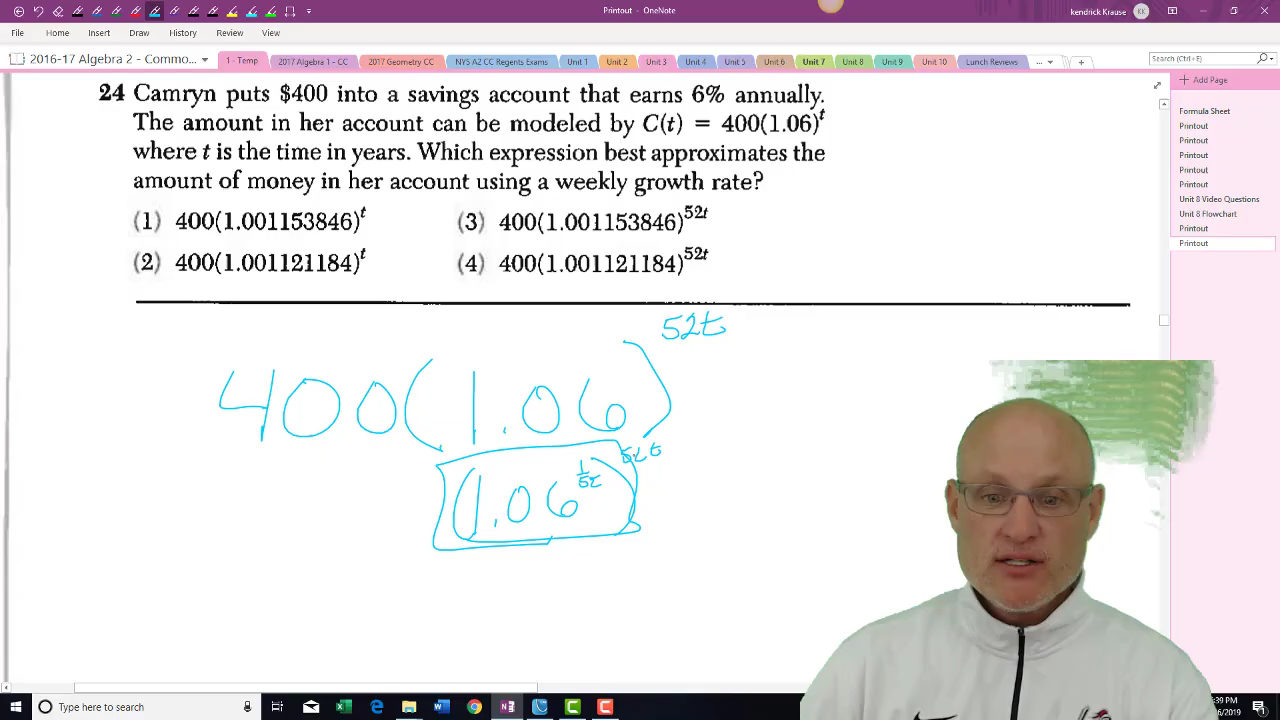 Printout - OneNote
kendrick Krause KK
File Home Insert Draw History Review View
2016-17 Algebra 2 - Commo...
1 - Temp 2017 Algebra 1 - CC 2017 Geometry CC NYS A2 CC Regents Exams Unit 1 Unit 2 Unit 3 Unit 4 Unit 5 Unit 6 Unit 7 Unit 8 Unit 9 Unit 10 Lunch Reviews ... +
Search (Ctrl+E)
24 Camryn puts $400 into a savings account that earns 6% annually.
The amount in her account can be modeled by C(t) = 400(1.06)^t
where t is the time in years. Which expression best approximates the
amount of money in her account using a weekly growth rate?
(1) 400(1.001153846)^t (3) 400(1.001153846)^52t
(2) 400(1.001121184)^t (4) 400(1.001121184)^52t
400(1.06)^52t
(1.06^1/52)^52t
Add Page
Formula Sheet
Printout
Printout
Printout
Printout
Printout
Unit 8 Video Questions
Unit 8 Flowchart
Printout
Printout
Type here to search